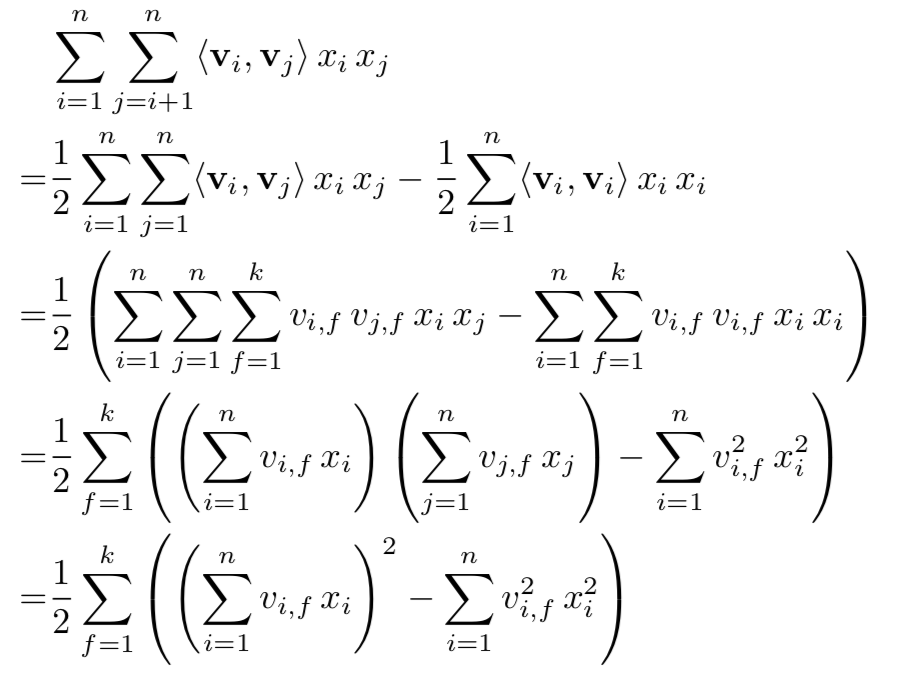 \sum_{i=1}^{n} \sum_{j=i+1}^{n} \langle \mathbf{v}_i, \mathbf{v}_j \rangle \, x_i \, x_j
= \frac{1}{2} \sum_{i=1}^{n} \sum_{j=1}^{n} \langle \mathbf{v}_i, \mathbf{v}_j \rangle \, x_i \, x_j - \frac{1}{2} \sum_{i=1}^{n} \langle \mathbf{v}_i, \mathbf{v}_i \rangle \, x_i \, x_i
= \frac{1}{2} \left( \sum_{i=1}^{n} \sum_{j=1}^{n} \sum_{f=1}^{k} v_{i,f} \, v_{j,f} \, x_i \, x_j - \sum_{i=1}^{n} \sum_{f=1}^{k} v_{i,f} \, v_{i,f} \, x_i \, x_i \right)
= \frac{1}{2} \sum_{f=1}^{k} \left( \left( \sum_{i=1}^{n} v_{i,f} \, x_i \right) \left( \sum_{j=1}^{n} v_{j,f} \, x_j \right) - \sum_{i=1}^{n} v_{i,f}^2 \, x_i^2 \right)
= \frac{1}{2} \sum_{f=1}^{k} \left( \left( \sum_{i=1}^{n} v_{i,f} \, x_i \right)^2 - \sum_{i=1}^{n} v_{i,f}^2 \, x_i^2 \right)